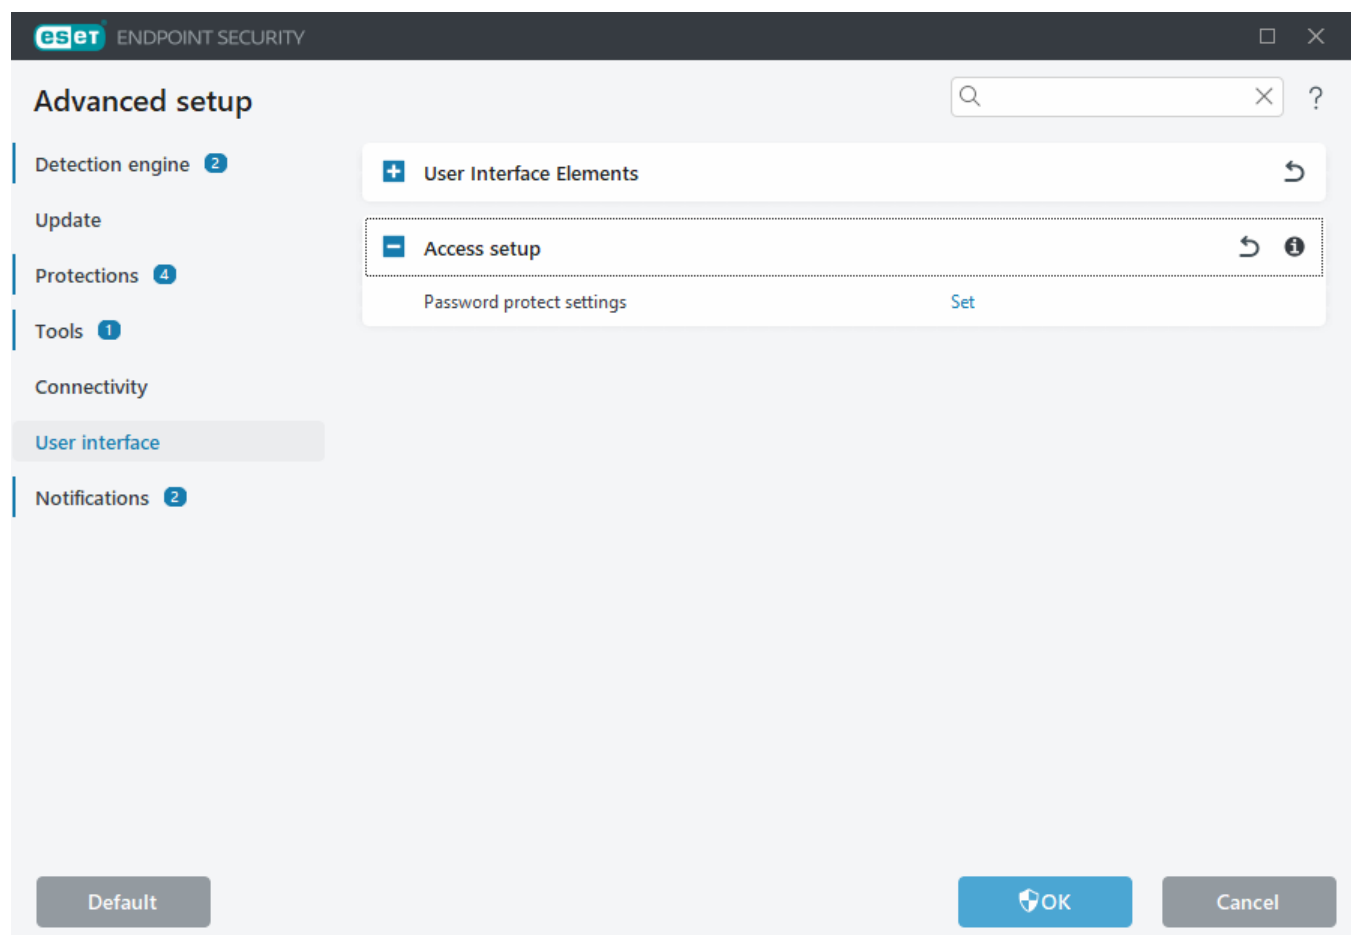 eset ENDPOINT SECURITY
Advanced setup
?
Detection engine 2
Update
Protections 4
Tools 1
Connectivity
User interface
Notifications 2
User Interface Elements
Access setup
Password protect settings Set
Default
OK
Cancel